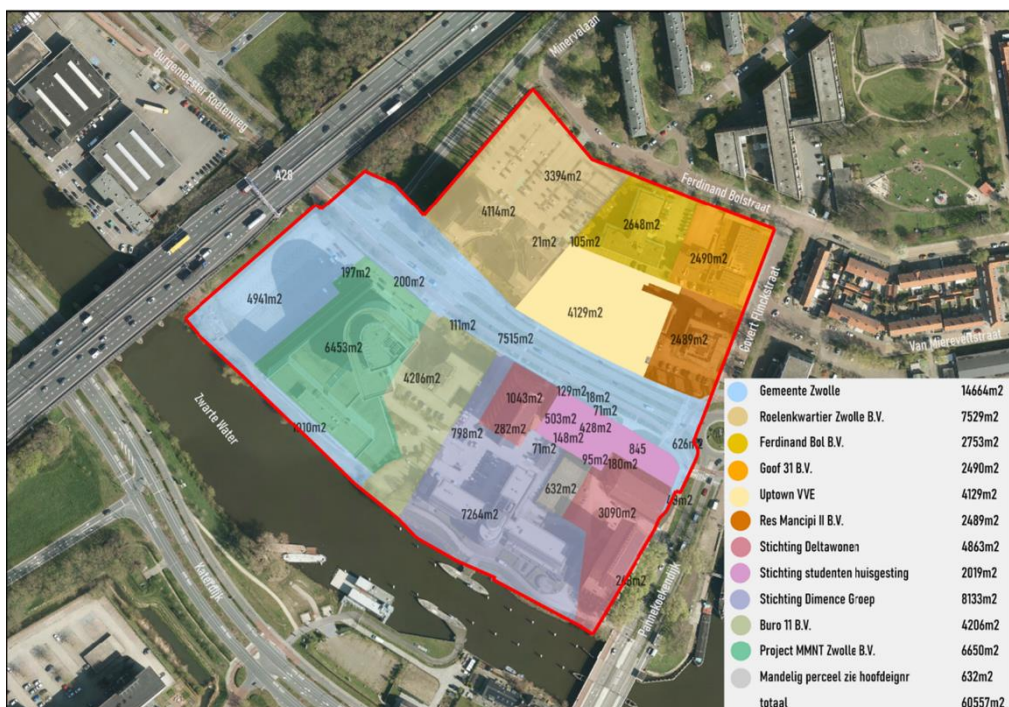 Minervalaan
Burgemeester Roelenweg
A28
Ferdinand Bolstraat
3394m2
4114m2
2648m2
21m2
105m2
2490m2
197m2
200m2
4941m2
4129m2
Govert Flinckstraat
111m2
7515m2
Van Miereveltstraat
6453m2
2489m2
4206m2
129m2
18m2
1043m2
71m2
503m2
428m2
Zwarte Water
798m2
282m2
148m2
845
626m2
71m2
95m2
180m2
632m2
7264m2
3090m2
Katerdijk
Pannekoekendijk
Gemeente Zwolle 14664m2
Roelenkwartier Zwolle B.V. 7529m2
Ferdinand Bol B.V. 2753m2
Goof 31 B.V. 2490m2
Uptown VVE 4129m2
Res Mancipi II B.V. 2489m2
Stichting Deltawonen 4863m2
Stichting studenten huisgesting 2019m2
Stichting Dimence Groep 8133m2
Buro 11 B.V. 4206m2
Project MMNT Zwolle B.V. 6650m2
Mandelig perceel zie hoofdeignr 632m2
totaal 60557m2